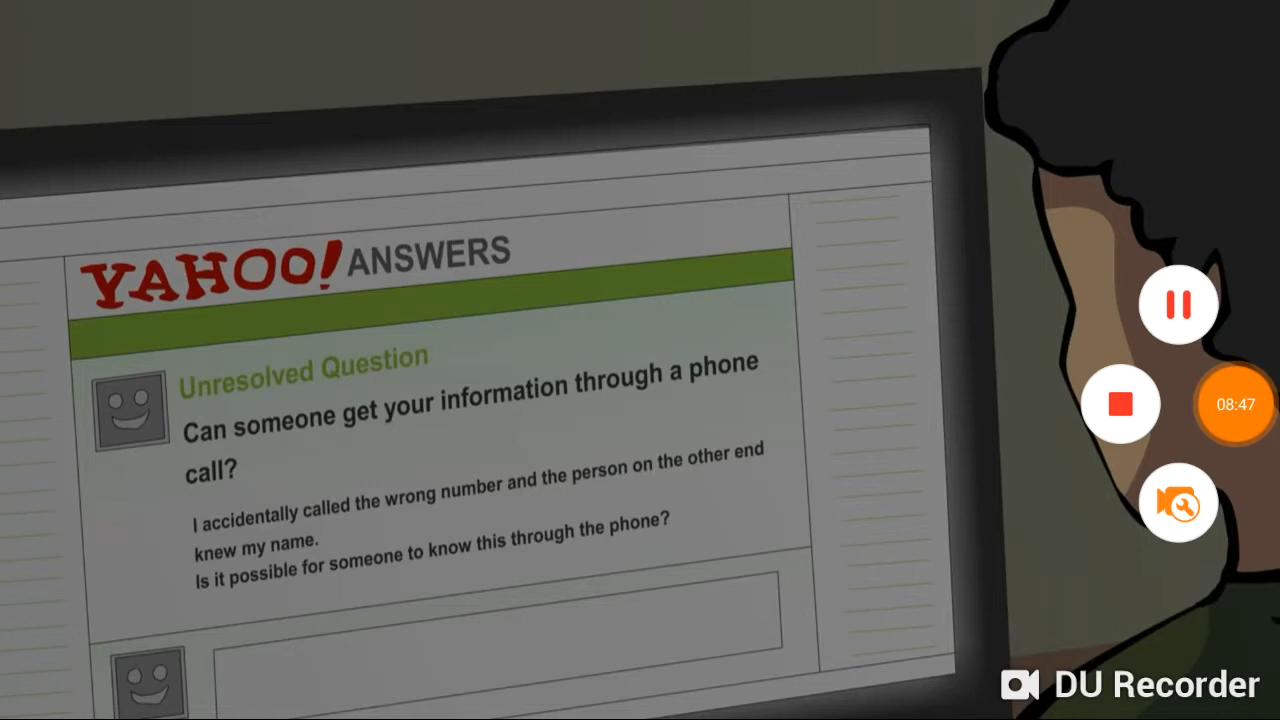 YAHOO! ANSWERS
Unresolved Question
Can someone get your information through a phone
call?
I accidentally called the wrong number and the person on the other end
knew my name.
Is it possible for someone to know this through the phone?
08:47
DU Recorder